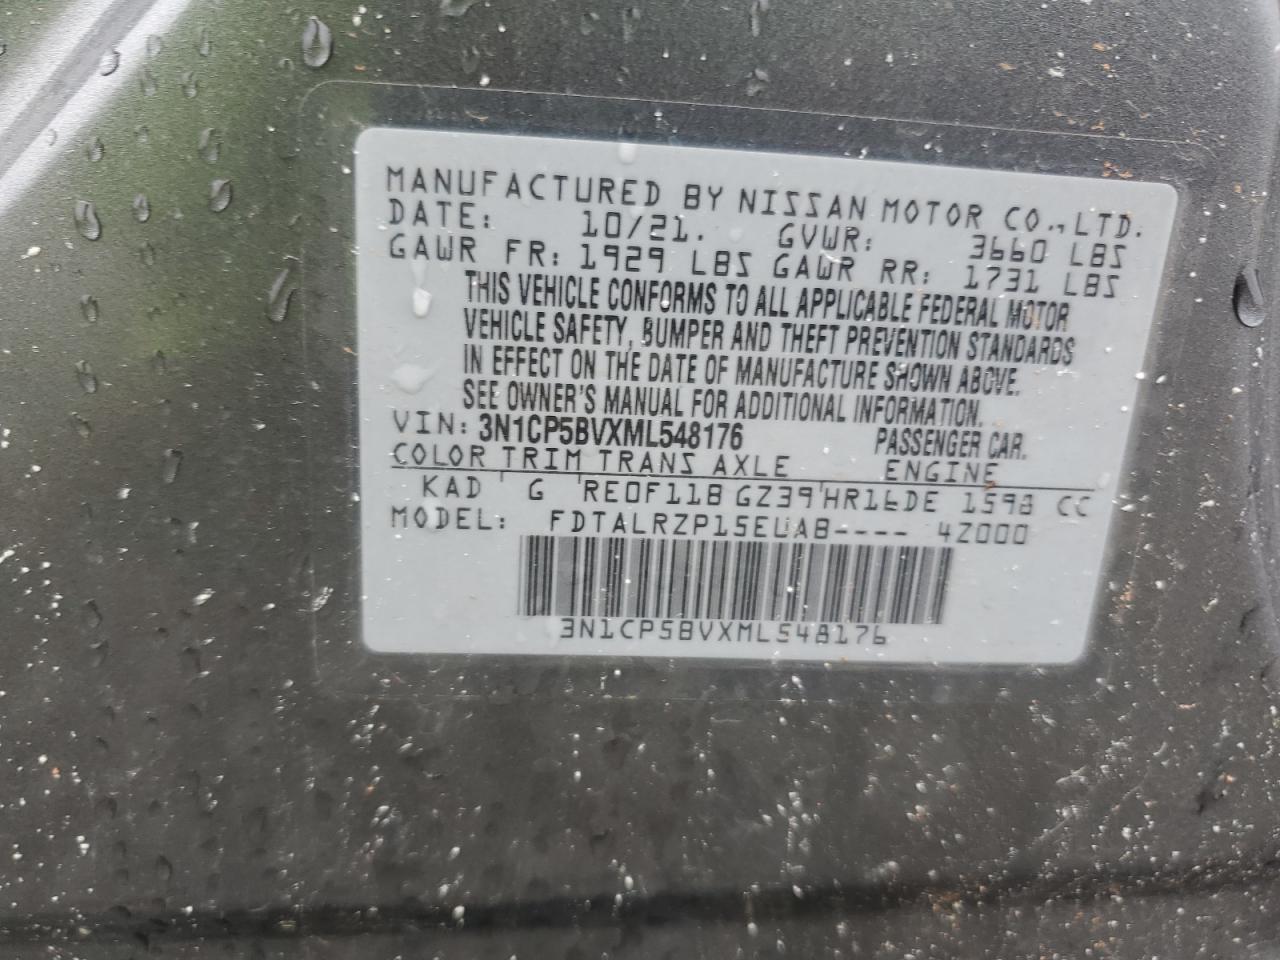 MANUFACTURED BY NISSAN MOTOR CO., LTD.
DATE: 10/21. GVWR: 3660 LBS
GAWR FR: 1929 LBS GAWR RR: 1731 LBS
THIS VEHICLE CONFORMS TO ALL APPLICABLE FEDERAL MOTOR
VEHICLE SAFETY, BUMPER AND THEFT PREVENTION STANDARDS
IN EFFECT ON THE DATE OF MANUFACTURE SHOWN ABOVE.
SEE OWNER'S MANUAL FOR ADDITIONAL INFORMATION.
VIN: 3N1CP5BVXML548176 PASSENGER CAR.
COLOR TRIM TRANS AXLE ENGINE
KAD G RE0F11B GZ39 HR16DE 1598 CC
MODEL: FDTALRZP15EUAB---- 4Z000
3N1CP5BVXML548176